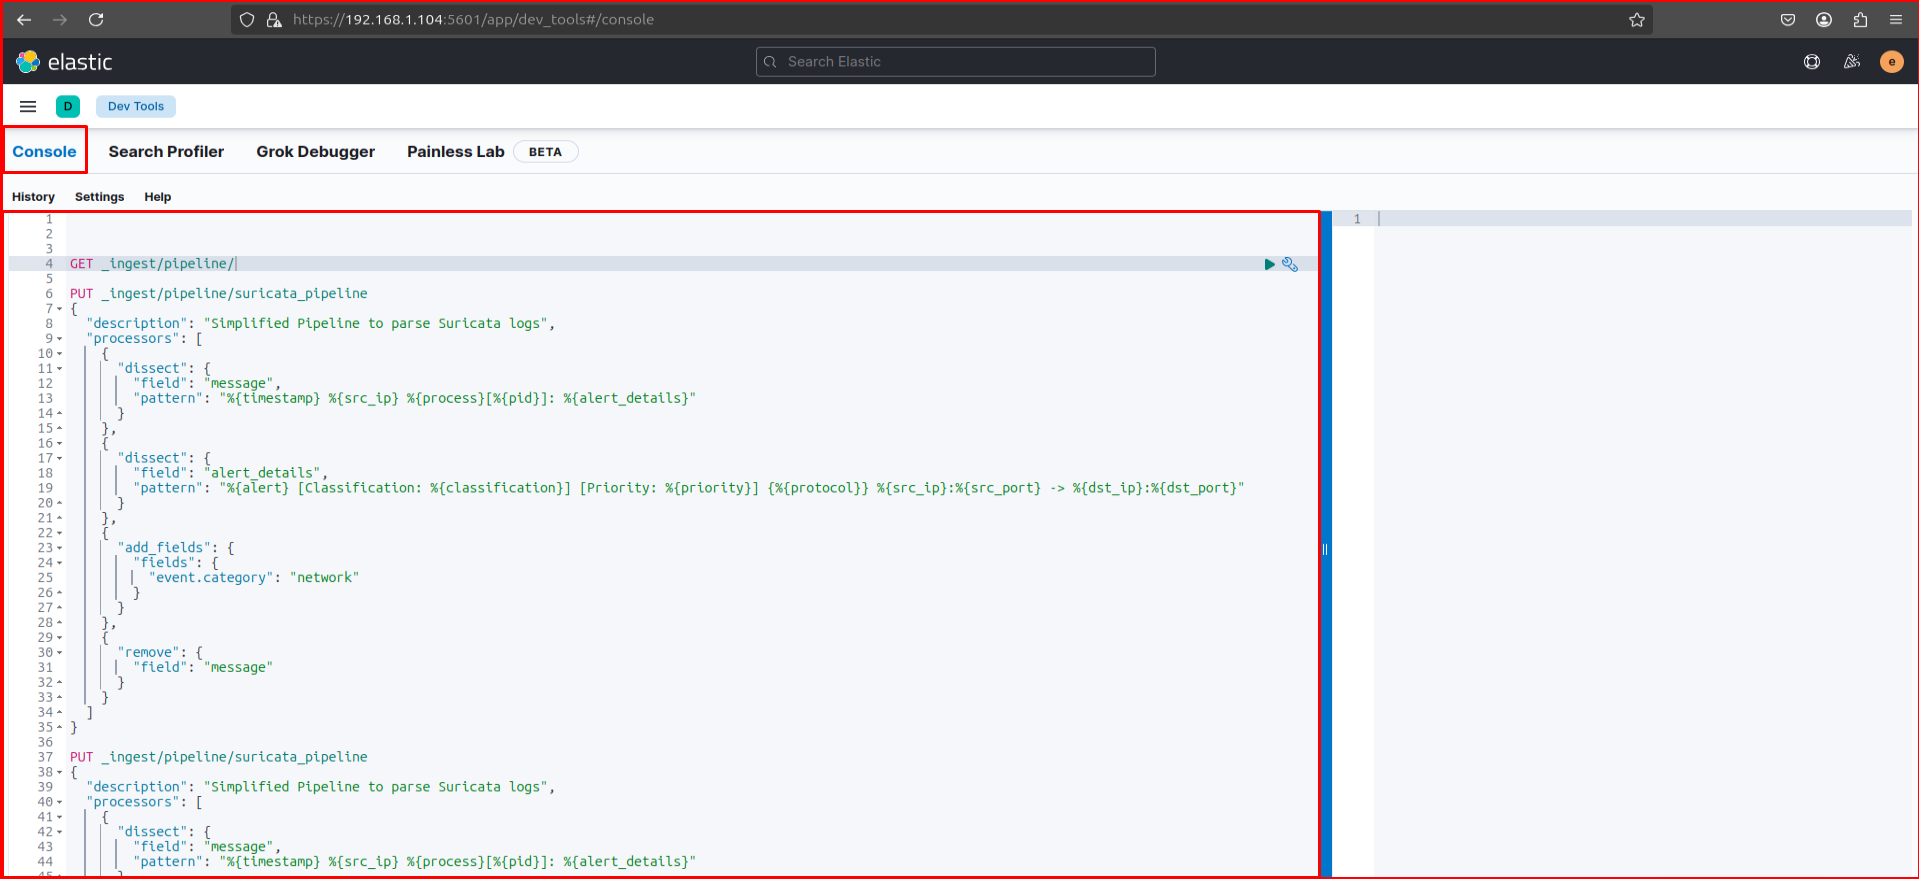 https://192.168.1.104:5601/app/dev_tools#/console
elastic
Search Elastic
e
D
Dev Tools
Console
Search Profiler
Grok Debugger
Painless Lab
BETA
History
Settings
Help
1
2
3
4 GET _ingest/pipeline/
5
6 PUT _ingest/pipeline/suricata_pipeline
7 {
8 "description": "Simplified Pipeline to parse Suricata logs",
9 "processors": [
10 {
11 "dissect": {
12 "field": "message",
13 "pattern": "%{timestamp} %{src_ip} %{process}[%{pid}]: %{alert_details}"
14 }
15 },
16 {
17 "dissect": {
18 "field": "alert_details",
19 "pattern": "%{alert} [Classification: %{classification}] [Priority: %{priority}] {%{protocol}} %{src_ip}:%{src_port} -> %{dst_ip}:%{dst_port}"
20 }
21 },
22 {
23 "add_fields": {
24 "fields": {
25 "event.category": "network"
26 }
27 }
28 },
29 {
30 "remove": {
31 "field": "message"
32 }
33 }
34 ]
35 }
36
37 PUT _ingest/pipeline/suricata_pipeline
38 {
39 "description": "Simplified Pipeline to parse Suricata logs",
40 "processors": [
41 {
42 "dissect": {
43 "field": "message",
44 "pattern": "%{timestamp} %{src_ip} %{process}[%{pid}]: %{alert_details}"
45 }
1